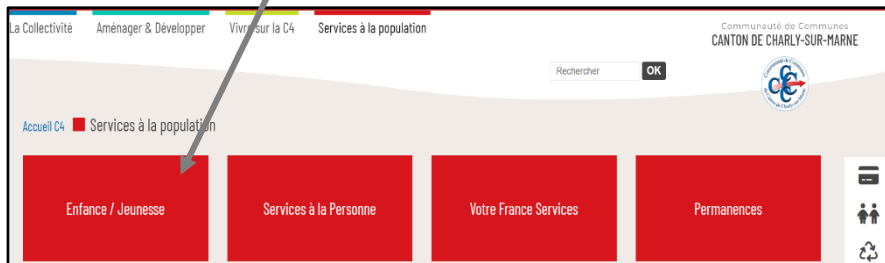 La Collectivité Aménager & Développer Vivre sur la C4 Services à la population
Communauté de Communes
CANTON DE CHARLY-SUR-MARNE
Rechercher OK
Accueil C4 Services à la population
Enfance / Jeunesse Services à la Personne Votre France Services Permanences